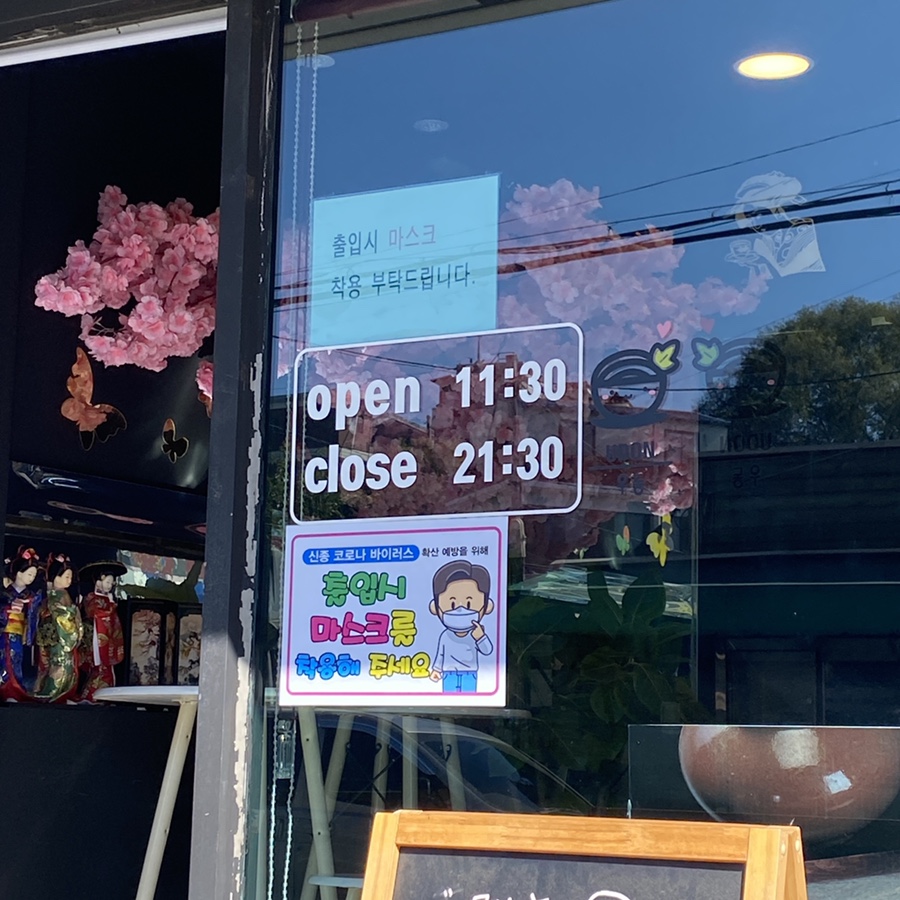 출입시 마스크
착용 부탁드립니다.
open 11:30
close 21:30
신종 코로나 바이러스 확산 예방을 위해
출입시
마스크를
착용해 주세요